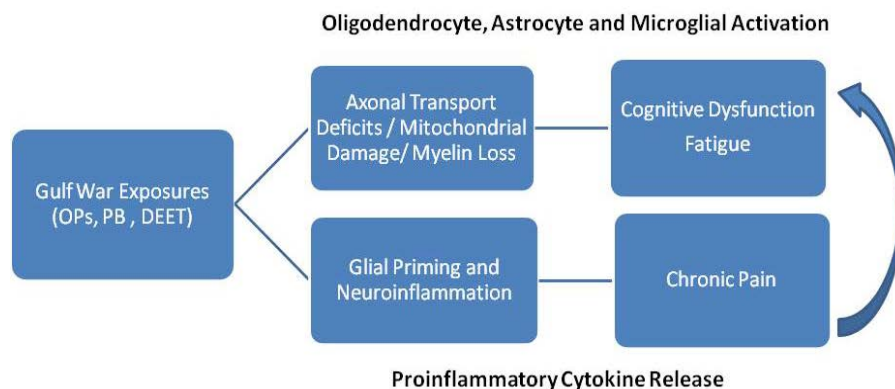 Oligodendrocyte, Astrocyte and Microglial Activation
Axonal Transport
Deficits / Mitochondrial
Damage/ Myelin Loss
Cognitive Dysfunction
Fatigue
Gulf War Exposures
(OPs, PB , DEET)
Glial Priming and
Neuroinflammation
Chronic Pain
Proinflammatory Cytokine Release